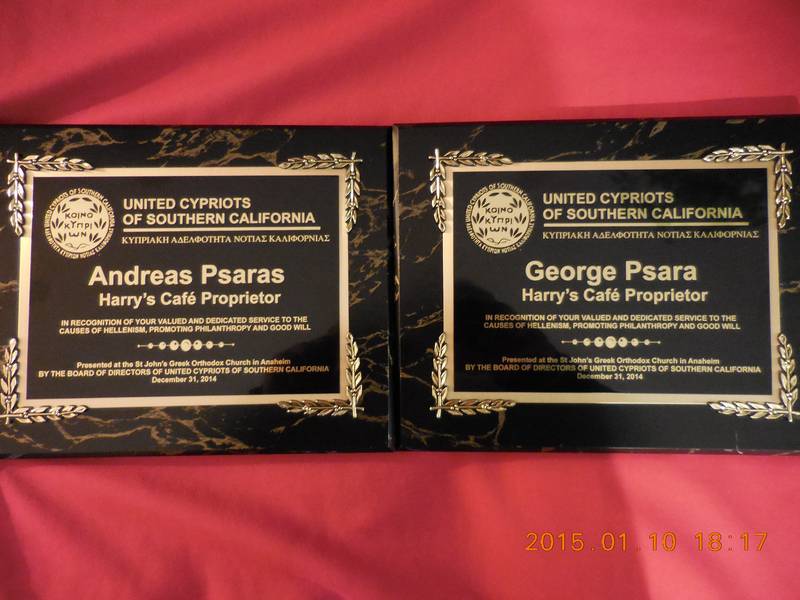 UNITED CYPRIOTS
OF SOUTHERN CALIFORNIA
ΚΥΠΡΙΑΚΗ ΑΔΕΛΦΟΤΗΤΑ ΝΟΤΙΑΣ ΚΑΛΙΦΟΡΝΙΑΣ
ΚΟΙΝΟ
ΚΥΠΡΙ
ΩΝ
Andreas Psaras
Harry's Café Proprietor
IN RECOGNITION OF YOUR VALUED AND DEDICATED SERVICE TO THE
CAUSES OF HELLENISM, PROMOTING PHILANTHROPY AND GOOD WILL
Presented at the St John's Greek Orthodox Church in Ansheim
BY THE BOARD OF DIRECTORS OF UNITED CYPRIOTS OF SOUTHERN CALIFORNIA
December 31, 2014
UNITED CYPRIOTS
OF SOUTHERN CALIFORNIA
ΚΥΠΡΙΑΚΗ ΑΔΕΛΦΟΤΗΤΑ ΝΟΤΙΑΣ ΚΑΛΙΦΟΡΝΙΑΣ
ΚΟΙΝΟ
ΚΥΠΡΙ
ΩΝ
George Psara
Harry's Café Proprietor
IN RECOGNITION OF YOUR VALUED AND DEDICATED SERVICE TO THE
CAUSES OF HELLENISM, PROMOTING PHILANTHROPY AND GOOD WILL
Presented at the St John's Greek Orthodox Church in Anaheim
BY THE BOARD OF DIRECTORS OF UNITED CYPRIOTS OF SOUTHERN CALIFORNIA
December 31, 2014
2015.01.10 18:17